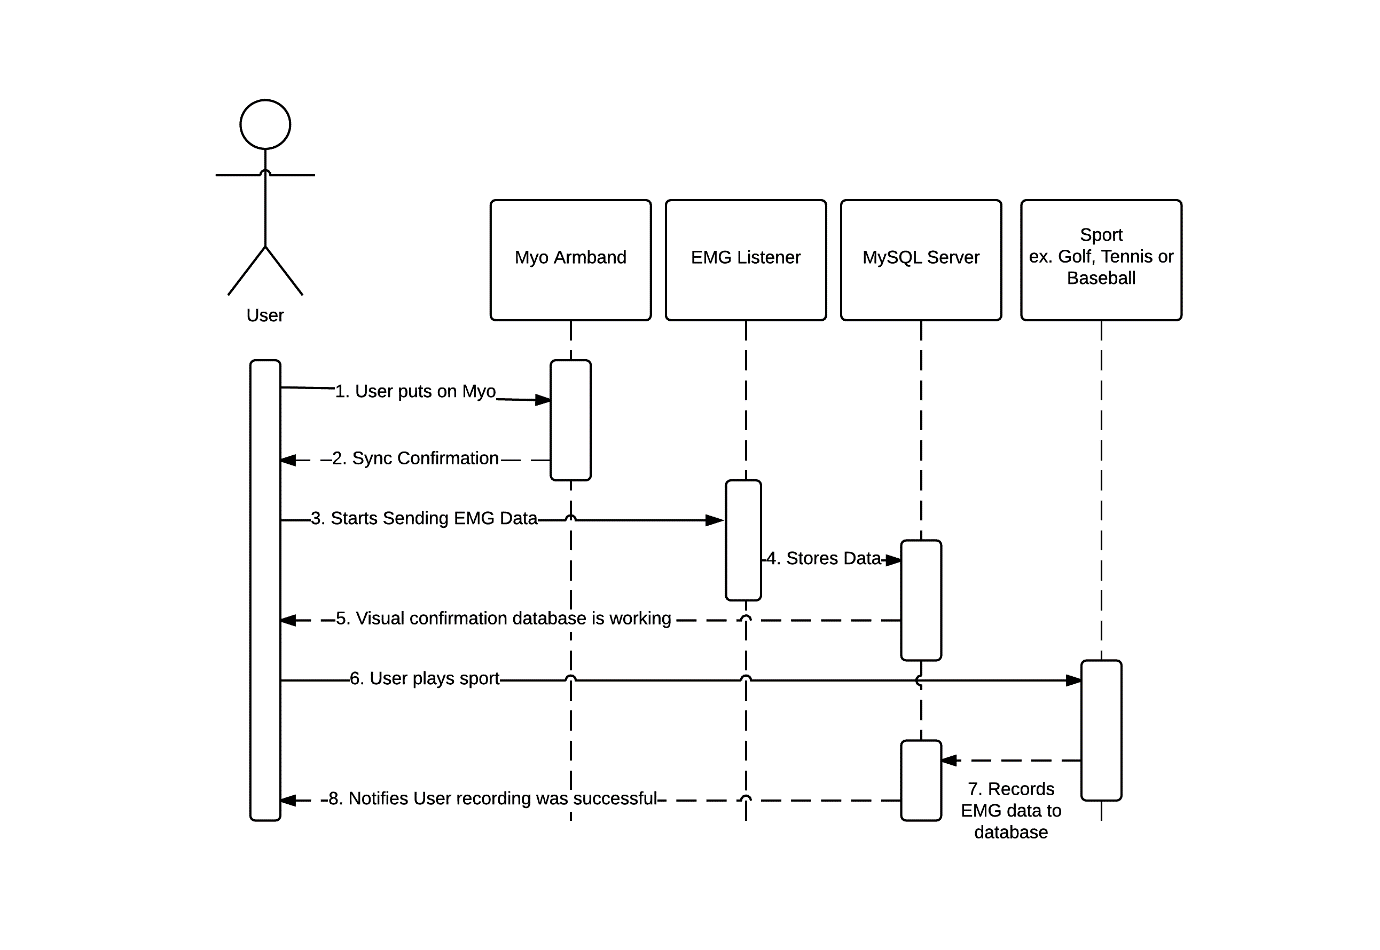 User
Myo Armband
EMG Listener
MySQL Server
Sport
ex. Golf, Tennis or
Baseball
1. User puts on Myo
2. Sync Confirmation
3. Starts Sending EMG Data
4. Stores Data
5. Visual confirmation database is working
6. User plays sport
7. Records
EMG data to
database
8. Notifies User recording was successful